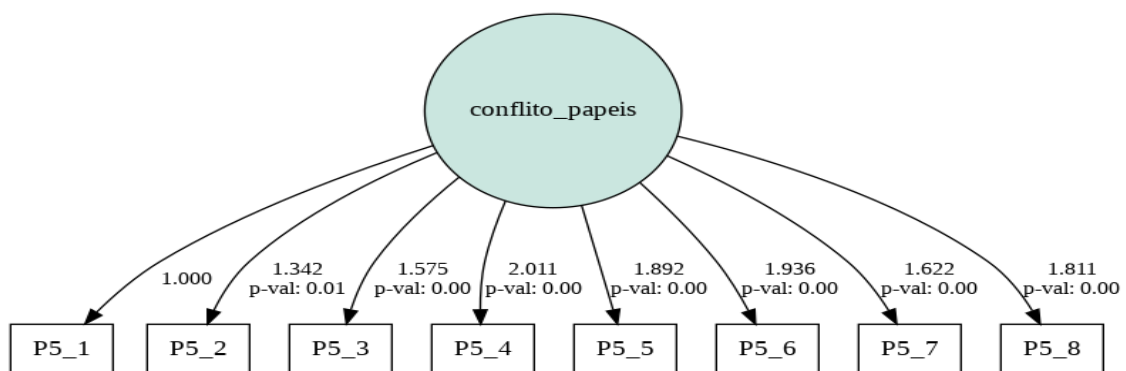 conflito_papeis
1.000
1.342
p-val: 0.01
1.575
p-val: 0.00
2.011
p-val: 0.00
1.892
p-val: 0.00
1.936
p-val: 0.00
1.622
p-val: 0.00
1.811
p-val: 0.00
P5_1
P5_2
P5_3
P5_4
P5_5
P5_6
P5_7
P5_8